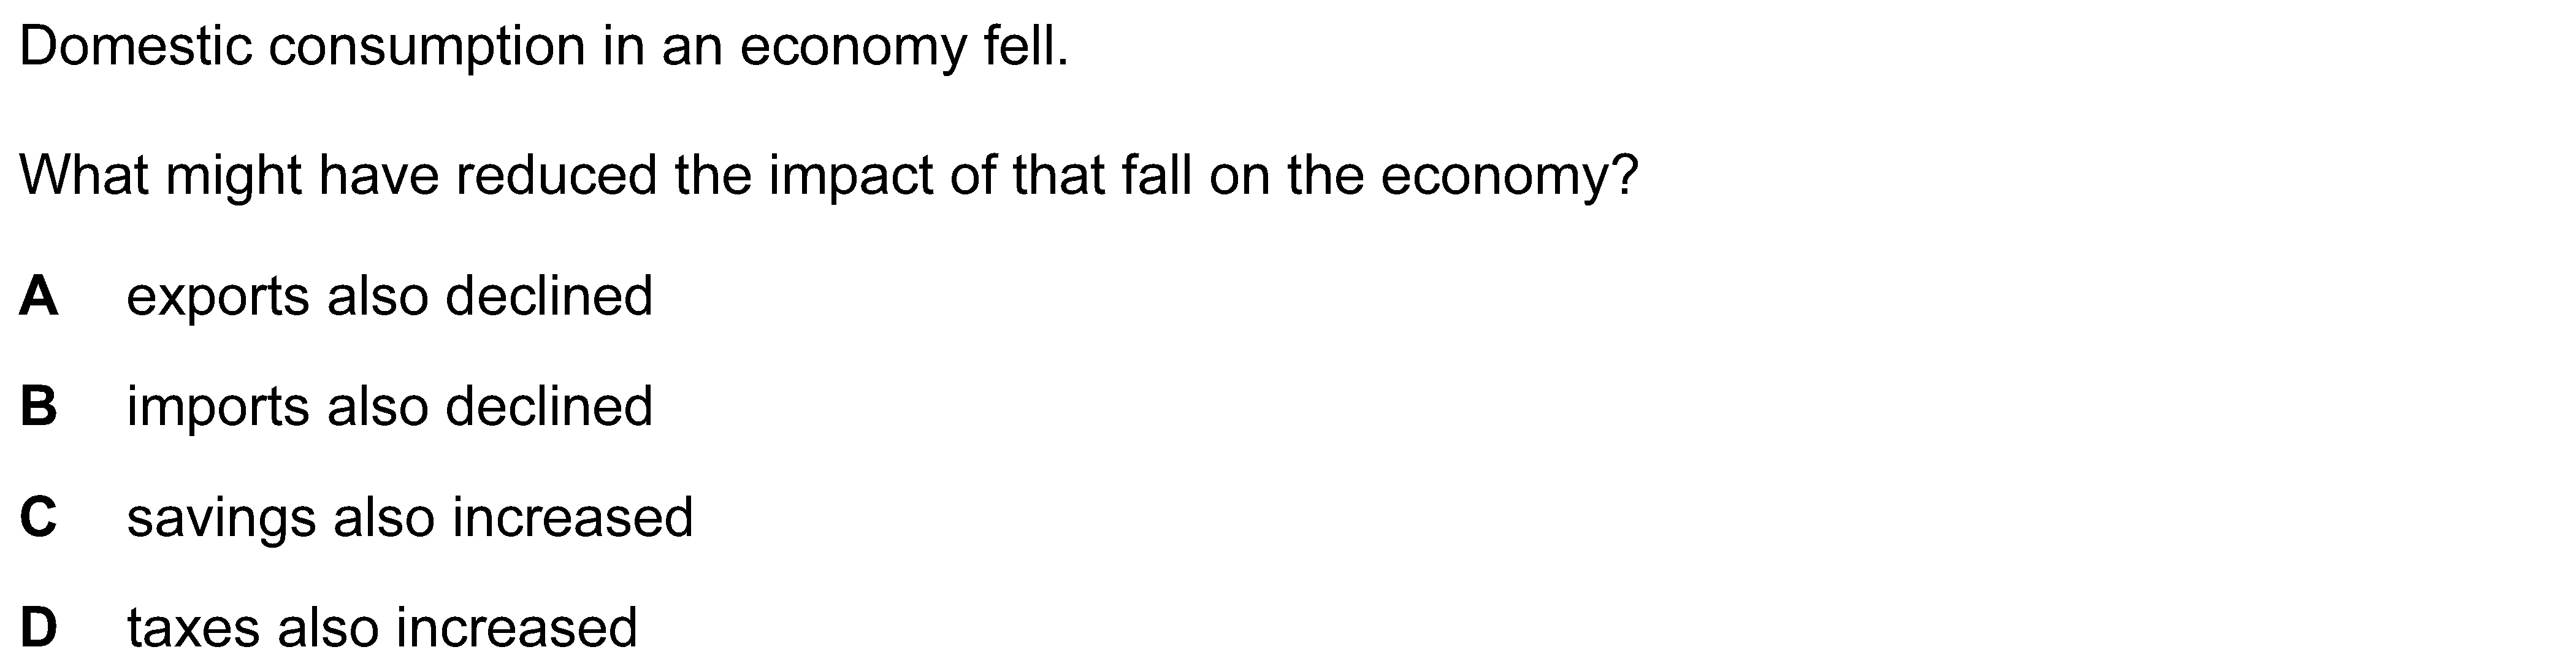 Domestic consumption in an economy fell.
What might have reduced the impact of that fall on the economy?
A exports also declined
B imports also declined
C savings also increased
D taxes also increased